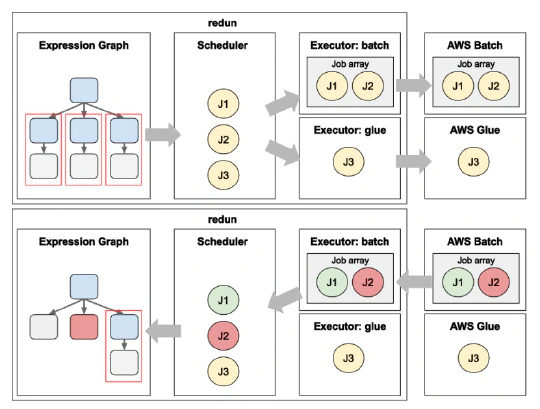 redun
Expression Graph
Scheduler
J1
J2
J3
Executor: batch
Job array
J1 J2
Executor: glue
J3
AWS Batch
Job array
J1 J2
AWS Glue
J3
redun
Expression Graph
Scheduler
J1
J2
J3
Executor: batch
Job array
J1 J2
Executor: glue
J3
AWS Batch
Job array
J1 J2
AWS Glue
J3